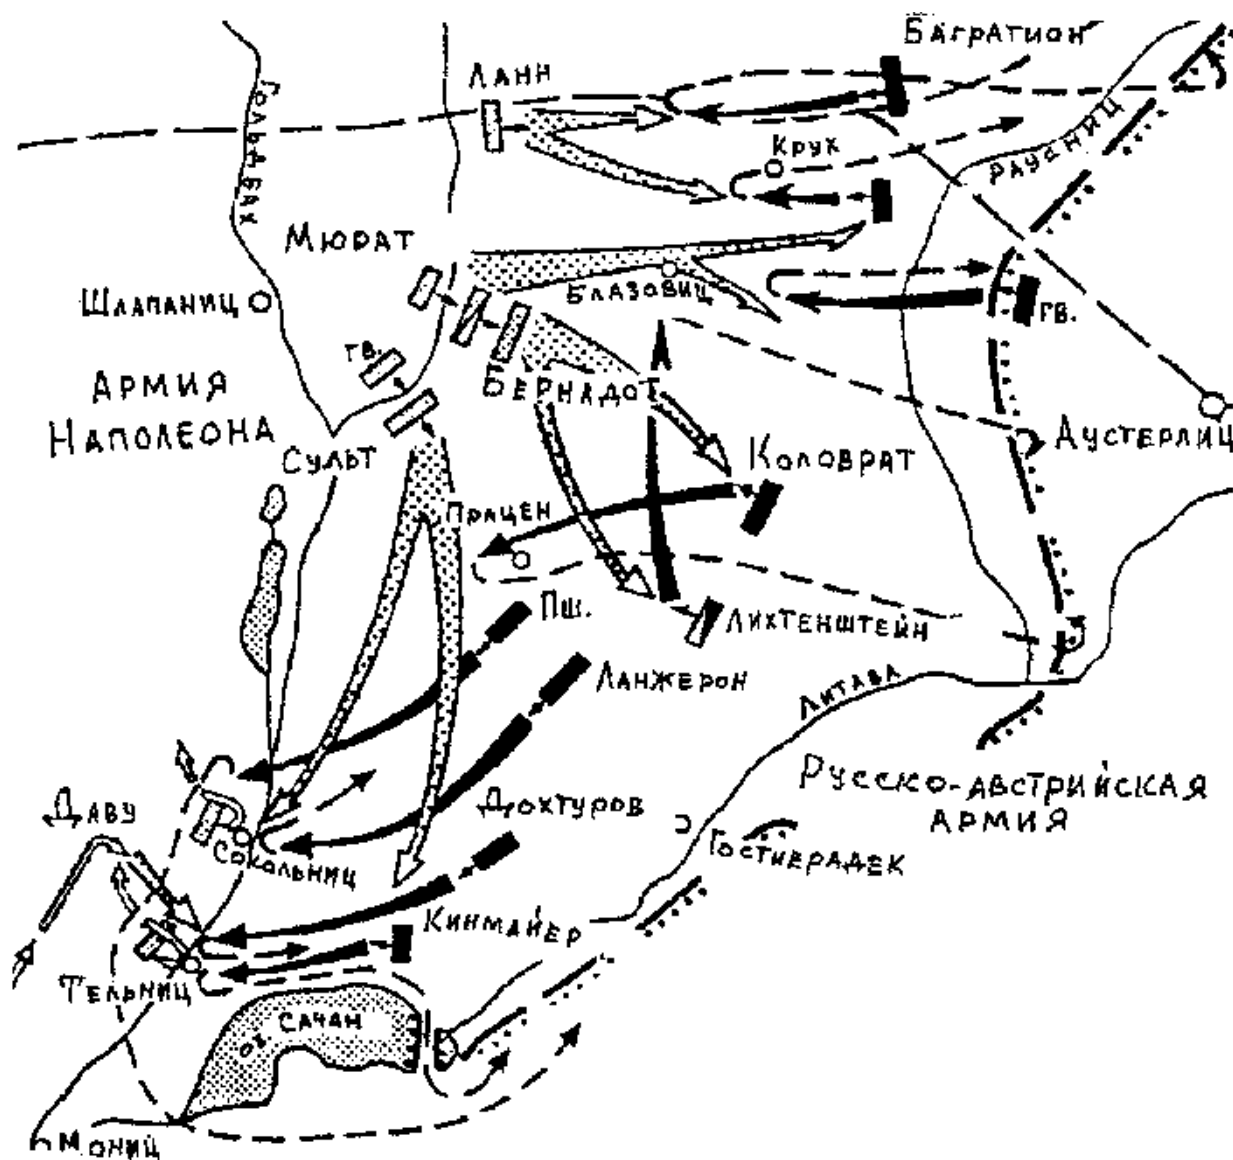 Багратион
Ланн
Гольдбах
Раусниц
Крух
Мюрат
Блазовиц
Шлапаниц
гв.
гв.
Армия
Наполеона
Бернадот
Аустерлиц
Сульт
Коловрат
Працен
Пш.
Лихтенштейн
Ланжерон
Литава
Русско-австрийская
армия
Даву
Дохтуров
Сокольниц
Гостиерадек
Кинмайер
Тельниц
оз. Сачан
Мониц